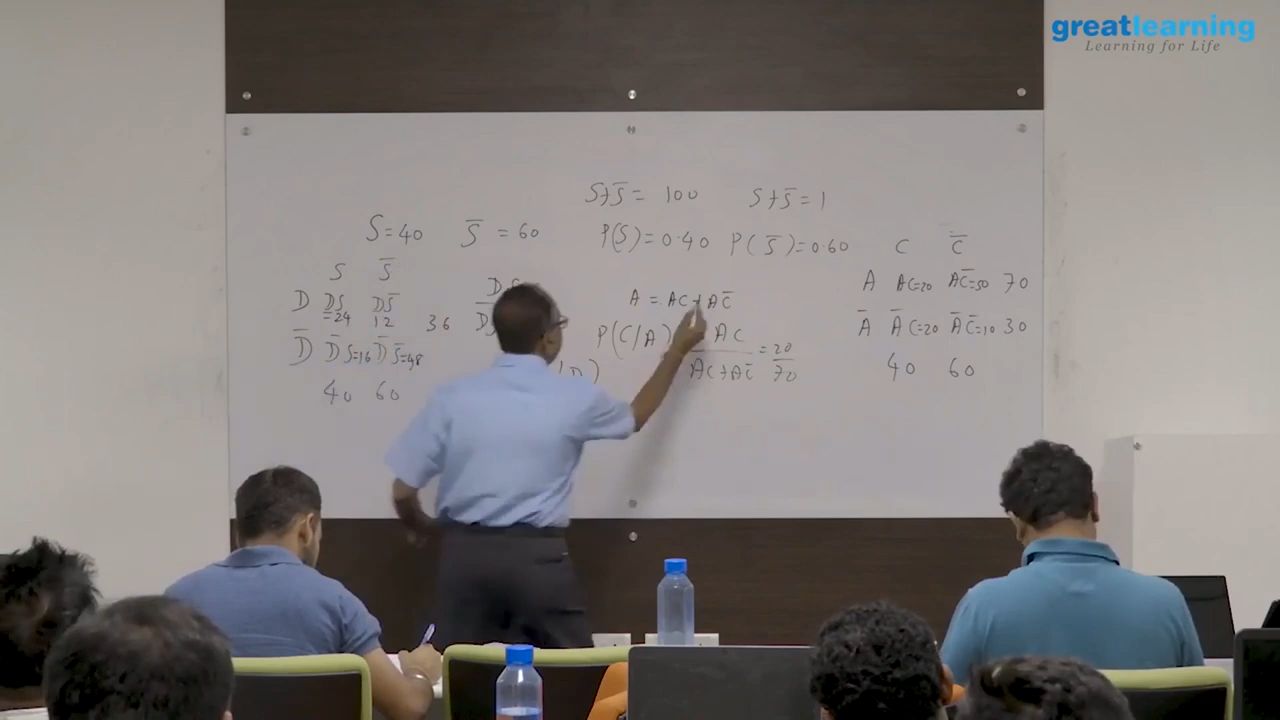 greatlearning
Learning for Life
S+S̅ = 100 S+S̅ = 1
S=40 S̅ = 60 P(S)=0.40 P(S̅)=0.60 C C̅
S S̅
A AC=20 AC̅=50 70
D DS DS̅ A = AC+AC̅
=24 12 36
A̅ A̅C=20 A̅C̅=10 30
P(C/A) AC
D̅ D̅S=16 D̅S̅=48 AC+AC̅ = 20/70
40 60 40 60